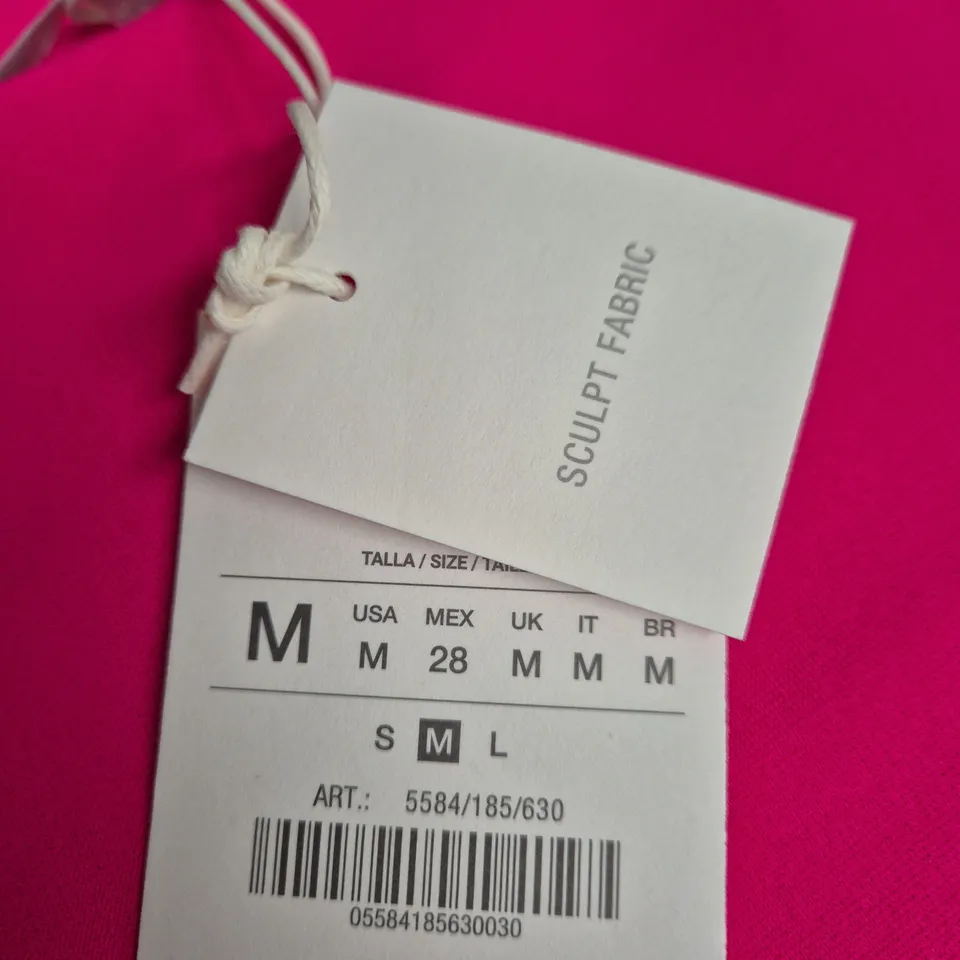 SCULPT FABRIC
TALLA / SIZE /
USA MEX UK IT BR
M M 28 M M M
S M L
ART.: 5584/185/630
05584185630030